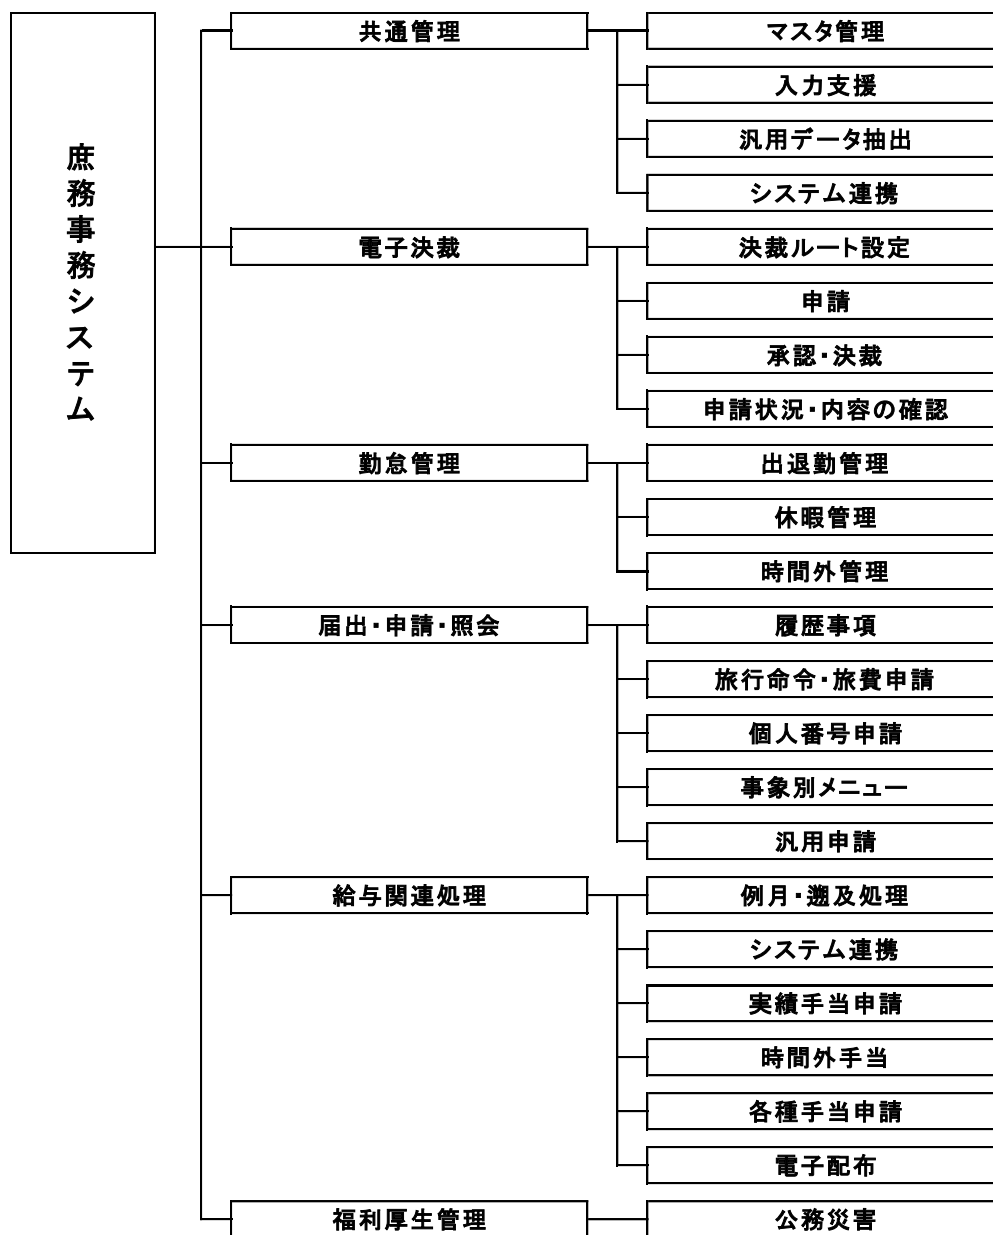 庶務事務システム
共通管理
マスタ管理
入力支援
汎用データ抽出
システム連携
電子決裁
決裁ルート設定
申請
承認・決裁
申請状況・内容の確認
勤怠管理
出退勤管理
休暇管理
時間外管理
届出・申請・照会
履歴事項
旅行命令・旅費申請
個人番号申請
事象別メニュー
汎用申請
給与関連処理
例月・遡及処理
システム連携
実績手当申請
時間外手当
各種手当申請
電子配布
福利厚生管理
公務災害